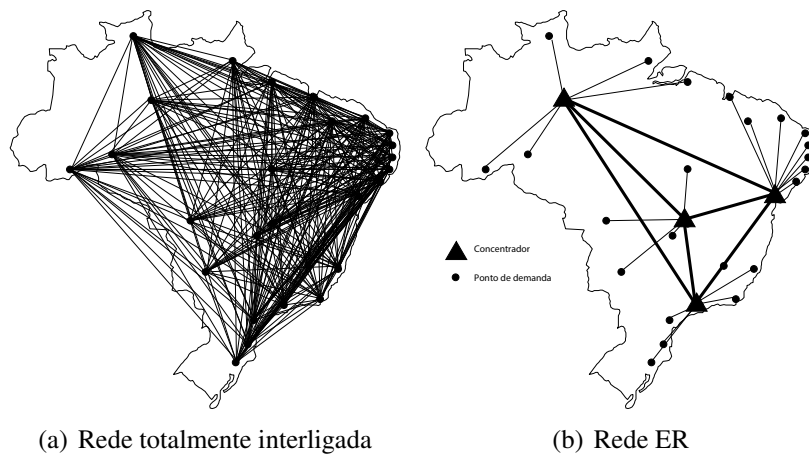 Concentrador
Ponto de demanda
(a) Rede totalmente interligada
(b) Rede ER